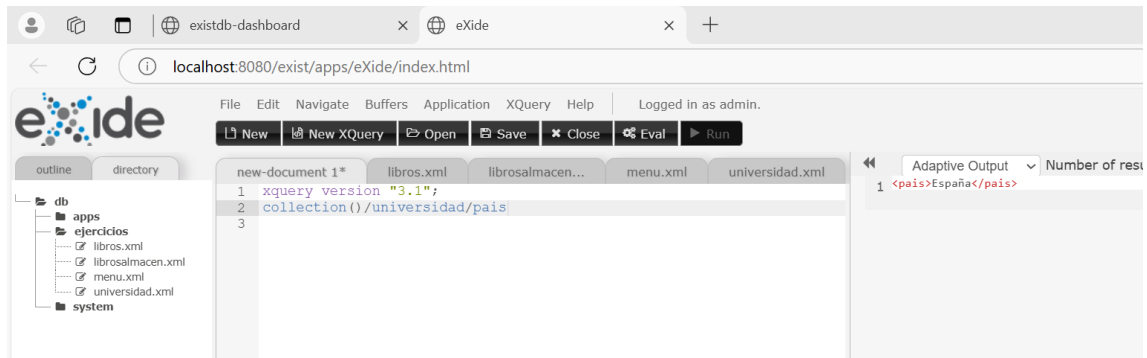 existdb-dashboard
eXide
localhost:8080/exist/apps/eXide/index.html
eXide
File Edit Navigate Buffers Application XQuery Help Logged in as admin.
New New XQuery Open Save Close Eval Run
outline directory
new-document 1* libros.xml librosalmacen... menu.xml universidad.xml
Adaptive Output Number of
db
apps
ejercicios
libros.xml
librosalmacen.xml
menu.xml
universidad.xml
system
1 xquery version "3.1";
2 collection()/universidad/pais
3
1 <pais>España</pais>